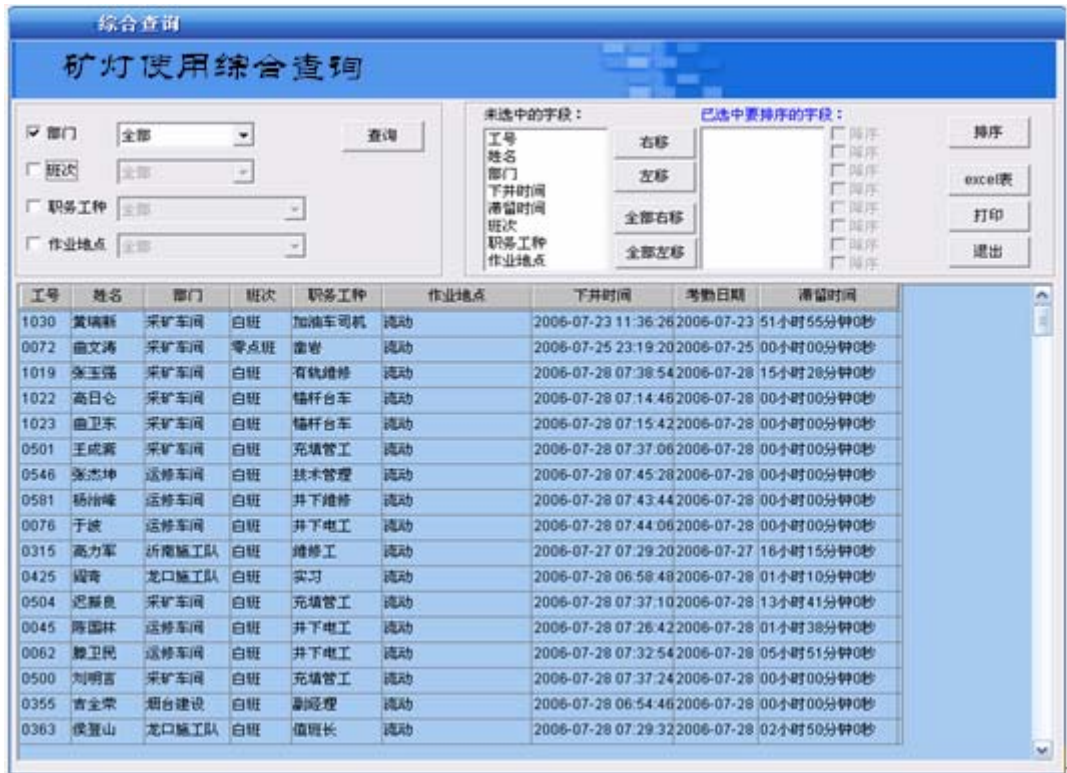 综合查询
矿灯使用综合查询
部门 全部 查询
班次 全部
职务工种 全部
作业地点 全部
未选中的字段：
工号
姓名
部门
下井时间
滞留时间
班次
职务工种
作业地点
右移
左移
全部右移
全部左移
已选中要排序的字段：
降序
降序
降序
降序
降序
降序
降序
降序
排序
excel表
打印
退出
工号 姓名 部门 班次 职务工种 作业地点 下井时间 考勤日期 滞留时间
1030 黄瑞新 采矿车间 白班 加油车司机 流动 2006-07-23 11:36:26 2006-07-23 51小时55分钟0秒
0072 曲文涛 采矿车间 零点班 凿岩 流动 2006-07-25 23:19:20 2006-07-25 00小时00分钟0秒
1019 张玉强 采矿车间 白班 有轨维修 流动 2006-07-28 07:38:54 2006-07-28 15小时28分钟0秒
1022 高日仑 采矿车间 白班 锚杆台车 流动 2006-07-28 07:14:46 2006-07-28 00小时00分钟0秒
1023 曲卫东 采矿车间 白班 锚杆台车 流动 2006-07-28 07:15:42 2006-07-28 00小时00分钟0秒
0501 采矿车间 白班 充填管工 流动 2006-07-28 07:37:06 2006-07-28 00小时00分钟0秒
0546 张杰坤 运修车间 白班 技术管理 流动 2006-07-28 07:45:28 2006-07-28 00小时00分钟0秒
0581 杨治峰 运修车间 白班 井下维修 流动 2006-07-28 07:43:44 2006-07-28 00小时00分钟0秒
0076 于波 运修车间 白班 井下电工 流动 2006-07-28 07:44:06 2006-07-28 00小时00分钟0秒
0315 高力军 沂南施工队 白班 维修工 流动 2006-07-27 07:29:20 2006-07-27 16小时15分钟0秒
0425 龙口施工队 白班 实习 流动 2006-07-28 06:58:48 2006-07-28 01小时10分钟0秒
0504 迟振良 采矿车间 白班 充填管工 流动 2006-07-28 07:37:10 2006-07-28 13小时41分钟0秒
0045 陈国林 运修车间 白班 井下电工 流动 2006-07-28 07:26:42 2006-07-28 01小时38分钟0秒
0062 滕卫民 运修车间 白班 井下电工 流动 2006-07-28 07:32:54 2006-07-28 05小时51分钟0秒
0500 刘明言 采矿车间 白班 充填管工 流动 2006-07-28 07:37:24 2006-07-28 00小时00分钟0秒
0355 吉全荣 烟台建设 白班 副经理 流动 2006-07-28 06:54:46 2006-07-28 00小时00分钟0秒
0363 侯登山 龙口施工队 白班 值班长 流动 2006-07-28 07:29:32 2006-07-28 02小时50分钟0秒